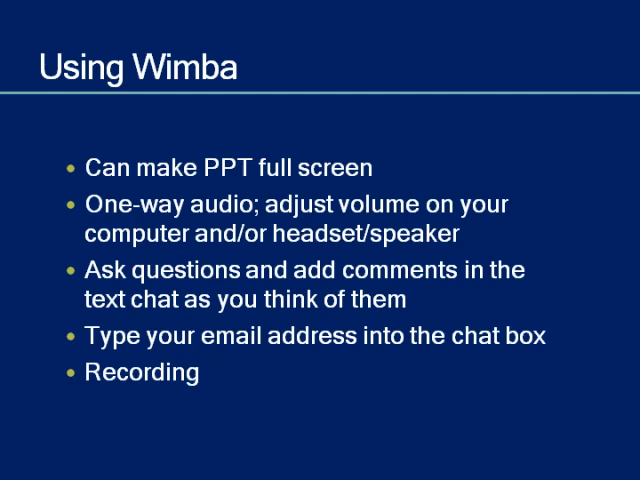 Using Wimba
• Can make PPT full screen
• One-way audio; adjust volume on your
computer and/or headset/speaker
• Ask questions and add comments in the
text chat as you think of them
• Type your email address into the chat box
• Recording